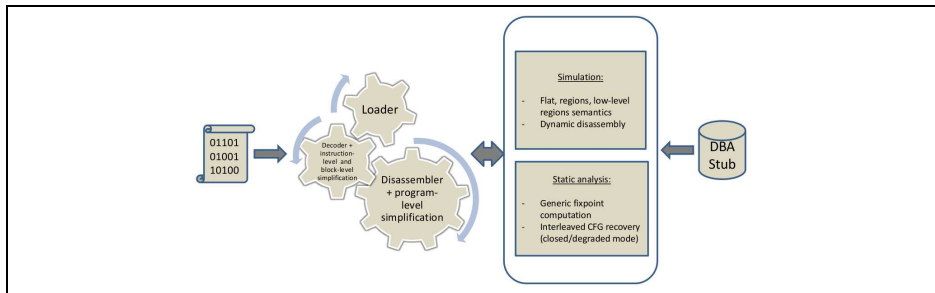 01101
01001
10100
Loader
Decoder +
instruction-
level and
block-level
simplification
Disassembler
+ program-
level
simplification
Simulation:
- Flat, regions, low-level
regions semantics
- Dynamic disassembly
Static analysis:
- Generic fixpoint
computation
- Interleaved CFG recovery
(closed/degraded mode)
DBA
Stub